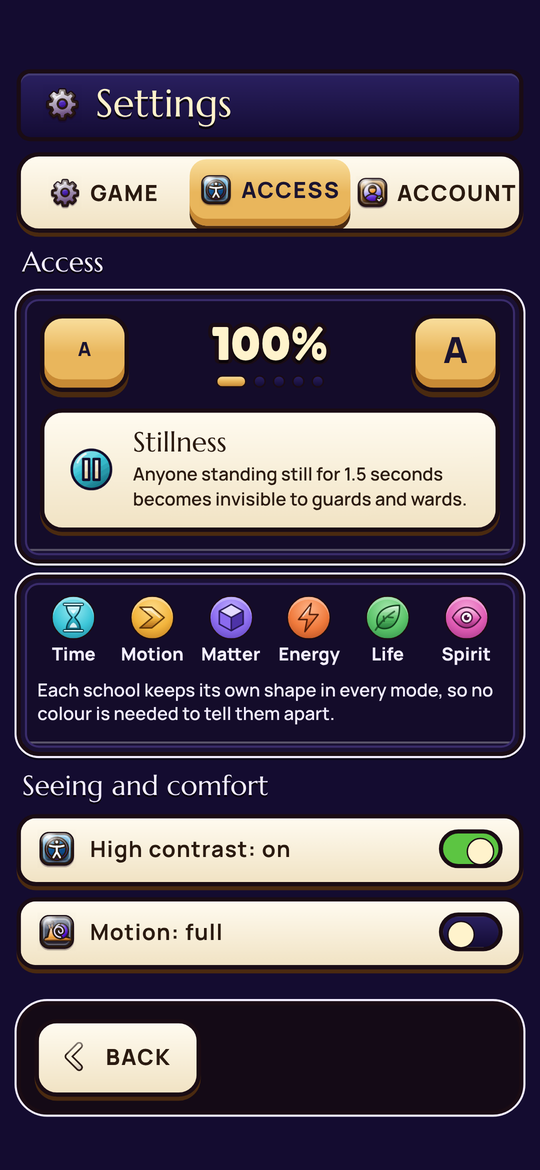 Settings
GAME
ACCESS
ACCOUNT
Access
A
100%
A
Stillness
Anyone standing still for 1.5 seconds
becomes invisible to guards and wards.
Time
Motion
Matter
Energy
Life
Spirit
Each school keeps its own shape in every mode, so no
colour is needed to tell them apart.
Seeing and comfort
High contrast: on
Motion: full
BACK